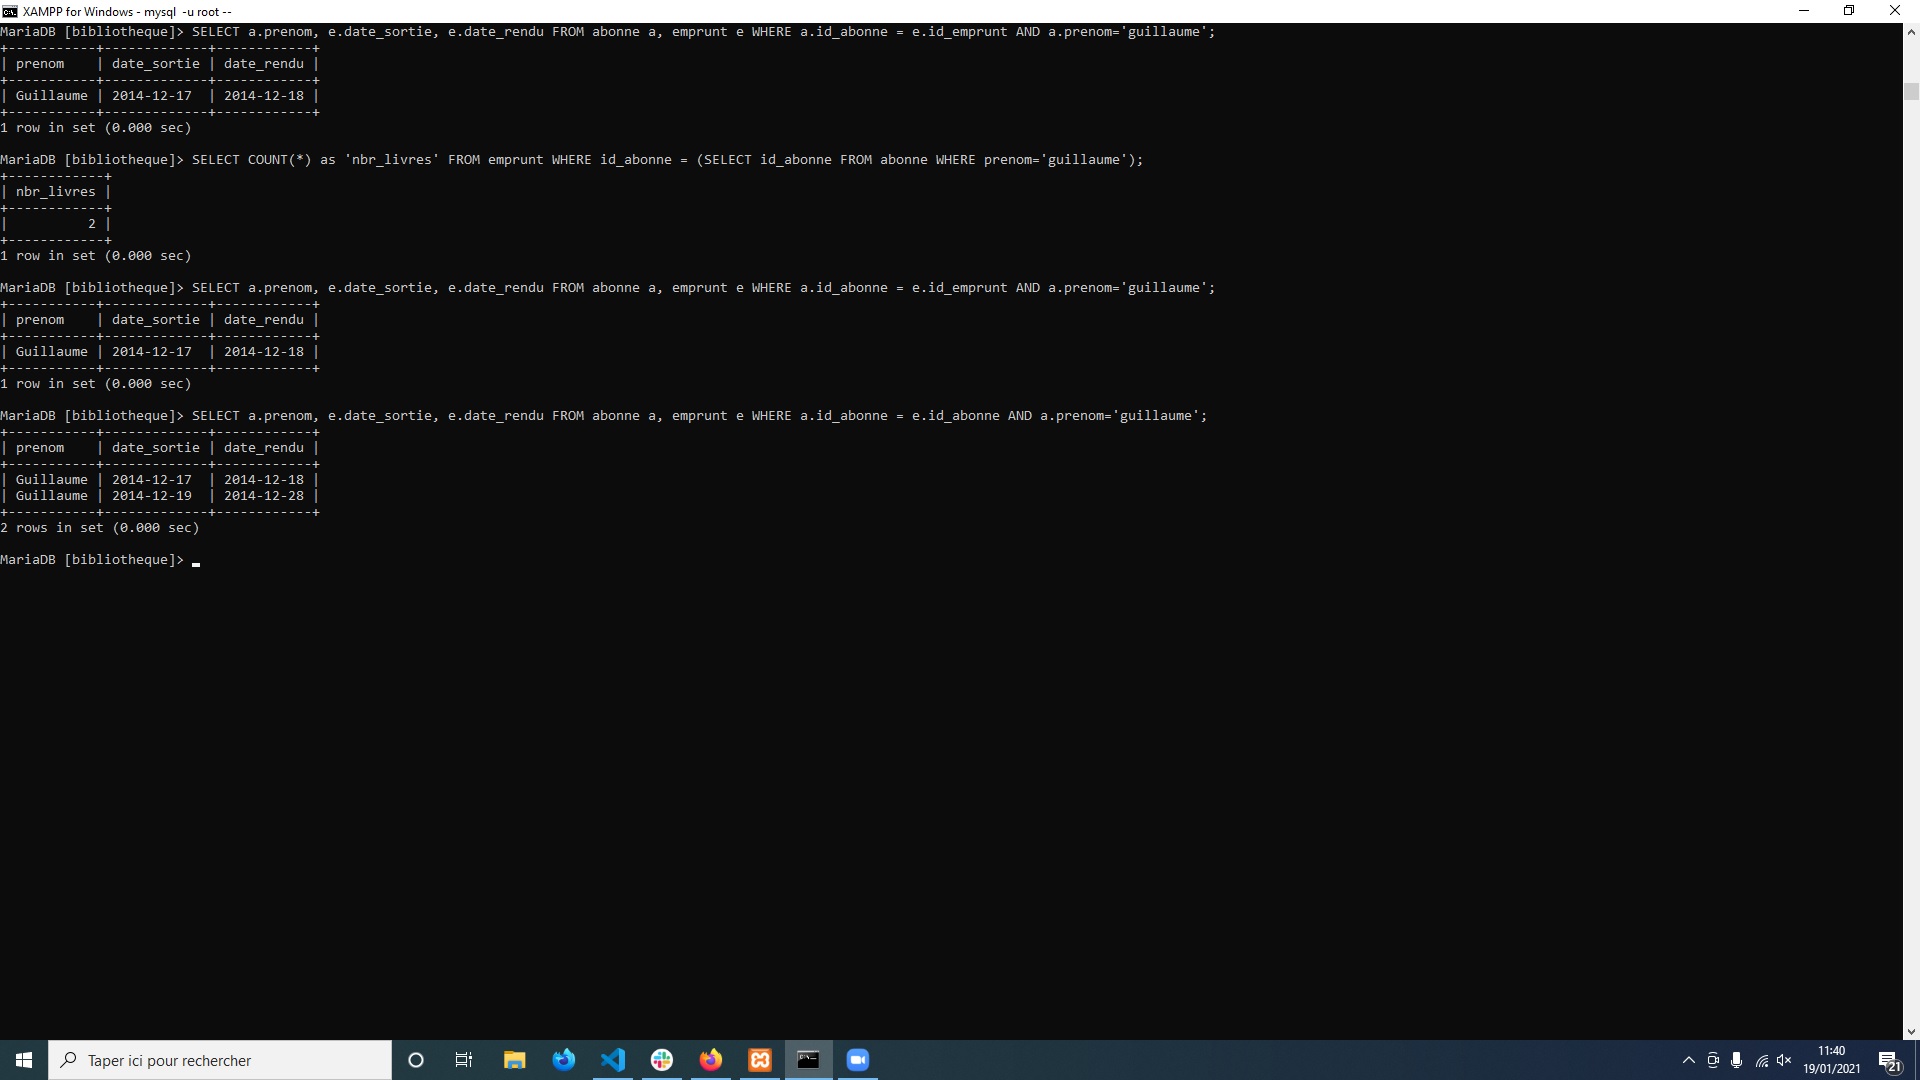 XAMPP for Windows - mysql  -u root --
MariaDB [bibliotheque]> SELECT a.prenom, e.date_sortie, e.date_rendu FROM abonne a, emprunt e WHERE a.id_abonne = e.id_emprunt AND a.prenom='guillaume';
+-----------+-------------+------------+
| prenom    | date_sortie | date_rendu |
+-----------+-------------+------------+
| Guillaume | 2014-12-17  | 2014-12-18 |
+-----------+-------------+------------+
1 row in set (0.000 sec)
MariaDB [bibliotheque]> SELECT COUNT(*) as 'nbr_livres' FROM emprunt WHERE id_abonne = (SELECT id_abonne FROM abonne WHERE prenom='guillaume');
+------------+
| nbr_livres |
+------------+
|          2 |
+------------+
1 row in set (0.000 sec)
MariaDB [bibliotheque]> SELECT a.prenom, e.date_sortie, e.date_rendu FROM abonne a, emprunt e WHERE a.id_abonne = e.id_emprunt AND a.prenom='guillaume';
+-----------+-------------+------------+
| prenom    | date_sortie | date_rendu |
+-----------+-------------+------------+
| Guillaume | 2014-12-17  | 2014-12-18 |
+-----------+-------------+------------+
1 row in set (0.000 sec)
MariaDB [bibliotheque]> SELECT a.prenom, e.date_sortie, e.date_rendu FROM abonne a, emprunt e WHERE a.id_abonne = e.id_abonne AND a.prenom='guillaume';
+-----------+-------------+------------+
| prenom    | date_sortie | date_rendu |
+-----------+-------------+------------+
| Guillaume | 2014-12-17  | 2014-12-18 |
| Guillaume | 2014-12-19  | 2014-12-28 |
+-----------+-------------+------------+
2 rows in set (0.000 sec)
MariaDB [bibliotheque]>
Taper ici pour rechercher
11:40
19/01/2021
21